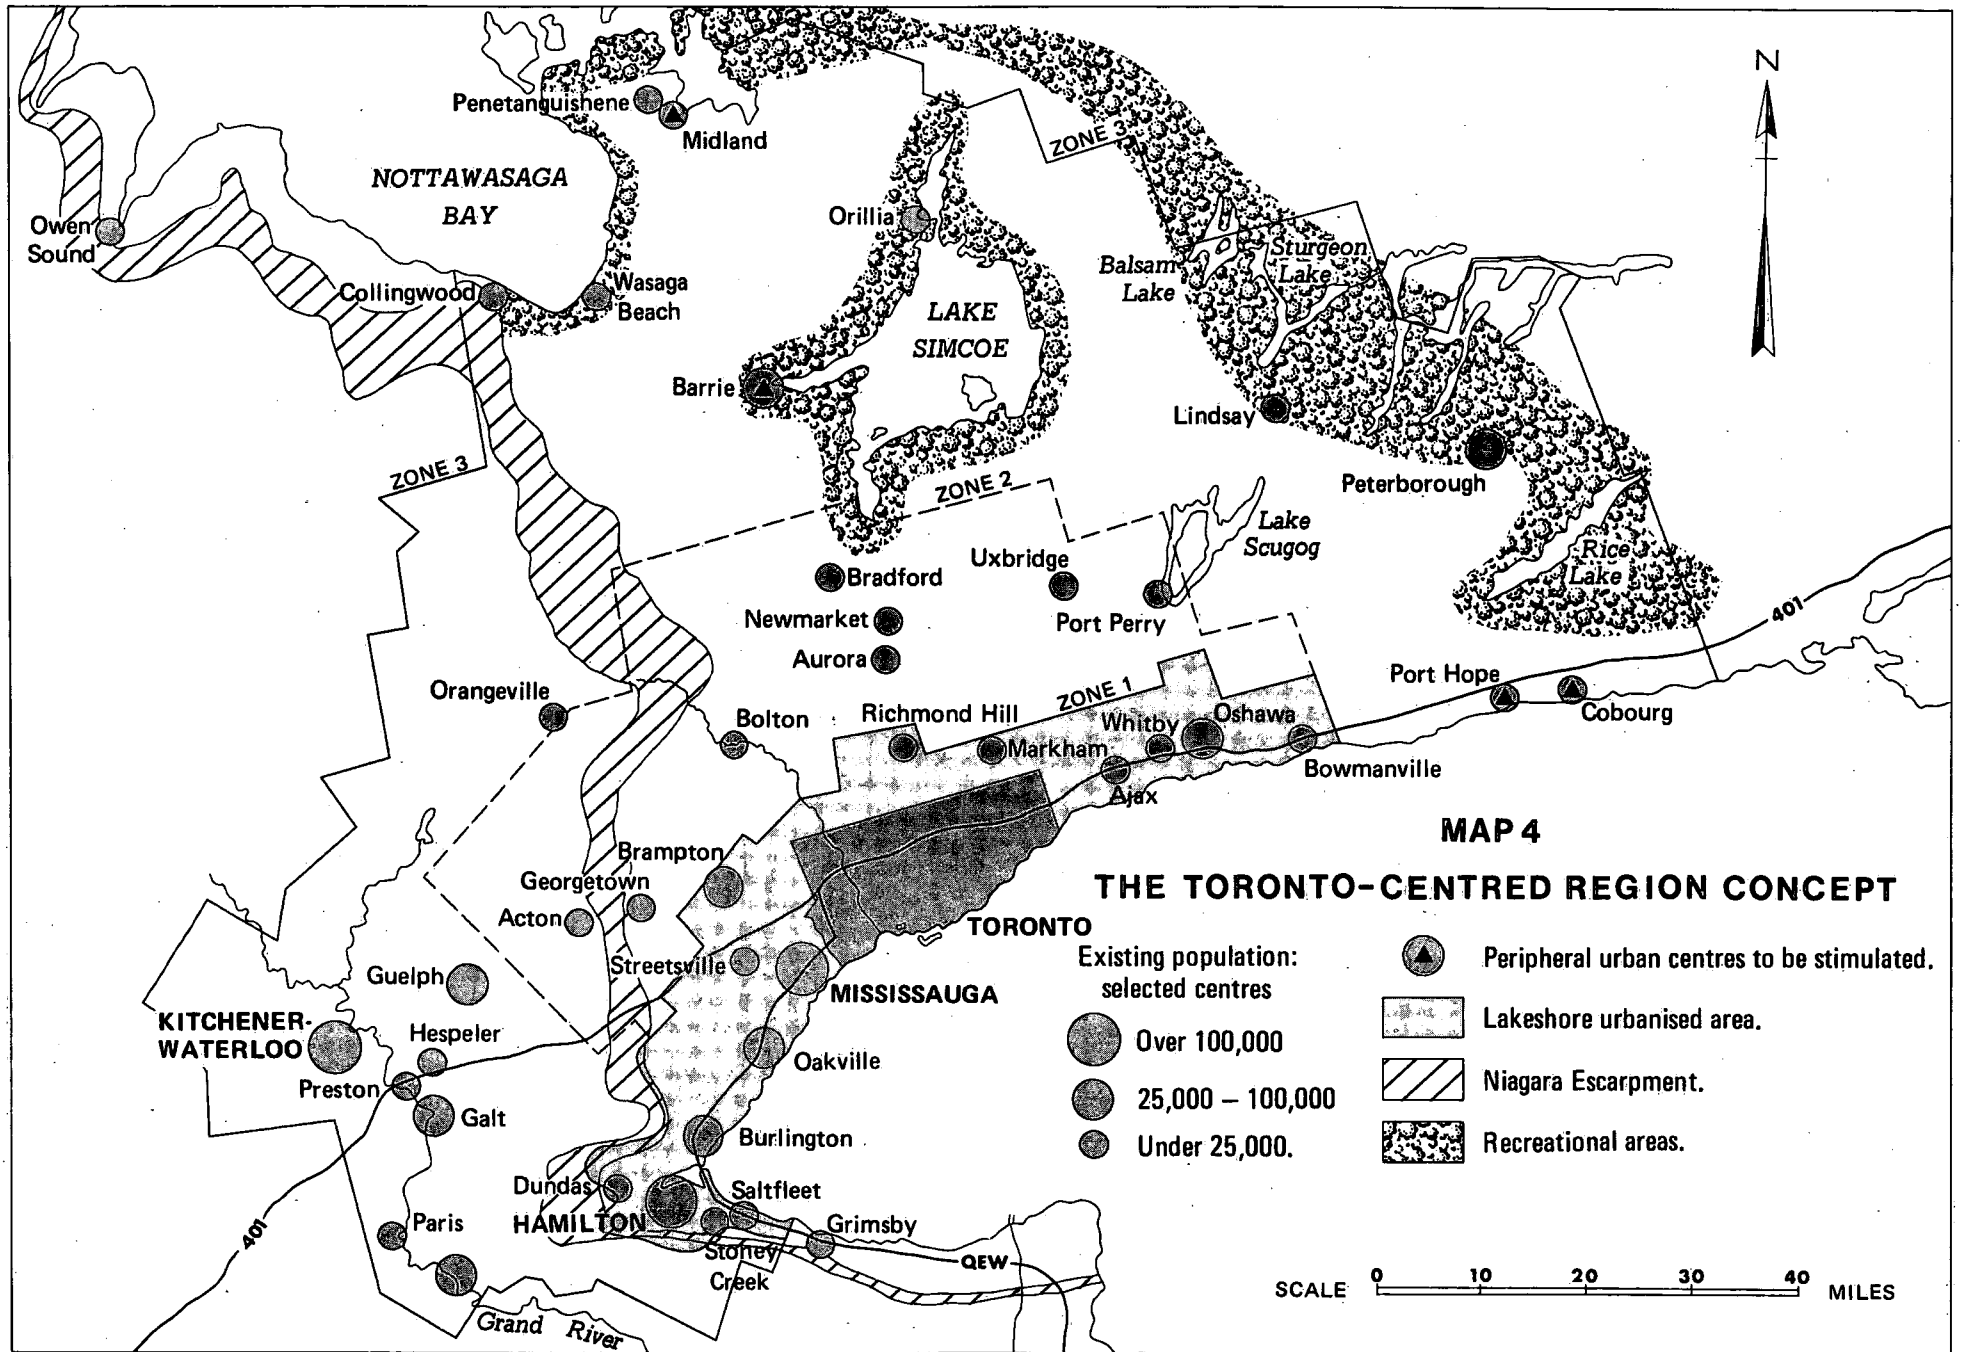 N
Penetanguishene
Midland
ZONE 3
NOTTAWASAGA
BAY
Owen
Sound
Orillia
Balsam
Lake
Sturgeon
Lake
Collingwood
Wasaga
Beach
LAKE
SIMCOE
Barrie
Lindsay
ZONE 3
Peterborough
ZONE 2
Lake
Scugog
Rice
Lake
Uxbridge
Bradford
Port Perry
Newmarket
Aurora
401
Port Hope
Cobourg
Orangeville
ZONE 1
Bolton
Richmond Hill
Whitby
Oshawa
Markham
Bowmanville
Ajax
MAP 4
THE TORONTO-CENTRED REGION CONCEPT
Brampton
Georgetown
Acton
TORONTO
Streetsville
MISSISSAUGA
Guelph
KITCHENER-
WATERLOO
Hespeler
Preston
Galt
Oakville
Burlington
Dundas
HAMILTON
Saltfleet
Stoney
Creek
Grimsby
QEW
Paris
401
Grand River
Existing population:
selected centres
Over 100,000
25,000 – 100,000
Under 25,000.
Peripheral urban centres to be stimulated.
Lakeshore urbanised area.
Niagara Escarpment.
Recreational areas.
SCALE 0 10 20 30 40 MILES